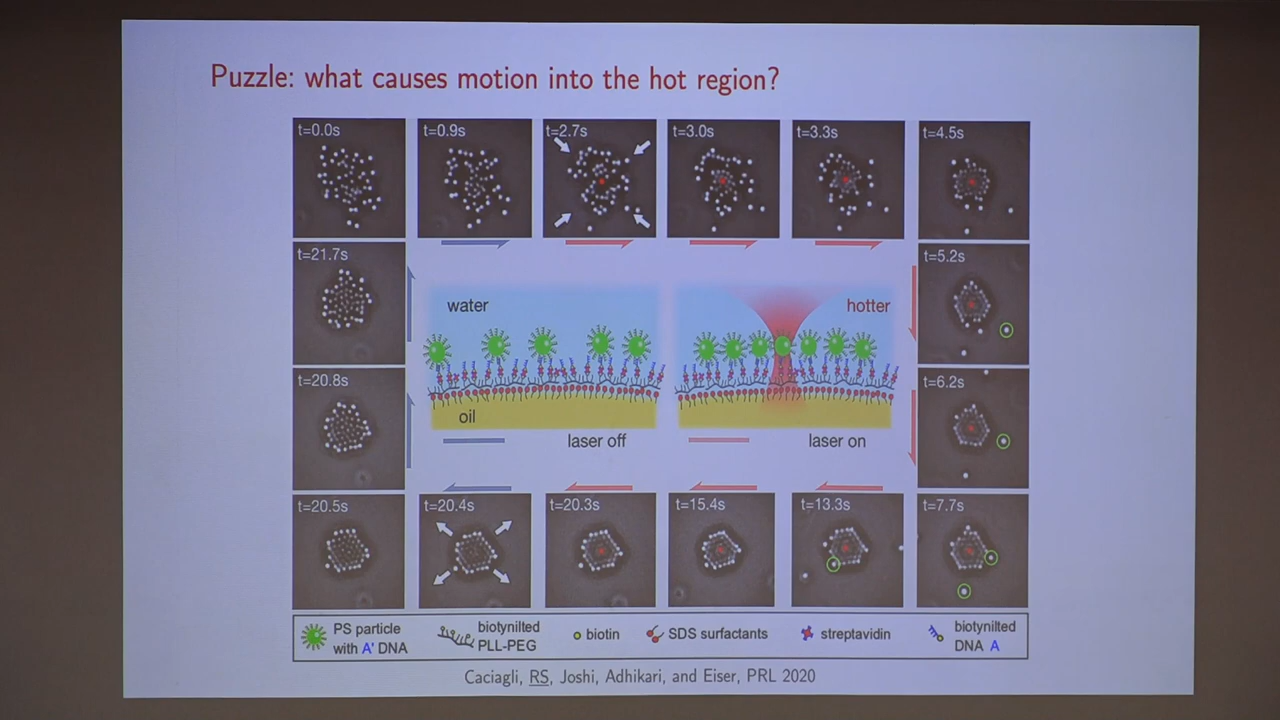 Puzzle: what causes motion into the hot region?
t=0.0s
t=0.9s
t=2.7s
t=3.0s
t=3.3s
t=4.5s
t=21.7s
t=5.2s
water
hotter
t=20.8s
t=6.2s
oil
laser off
laser on
t=20.5s
t=20.4s
t=20.3s
t=15.4s
t=13.3s
t=7.7s
PS particle
with A' DNA
biotynilted
PLL-PEG
biotin
SDS surfactants
streptavidin
biotynilted
DNA A
Caciagli, RS, Joshi, Adhikari, and Eiser, PRL 2020